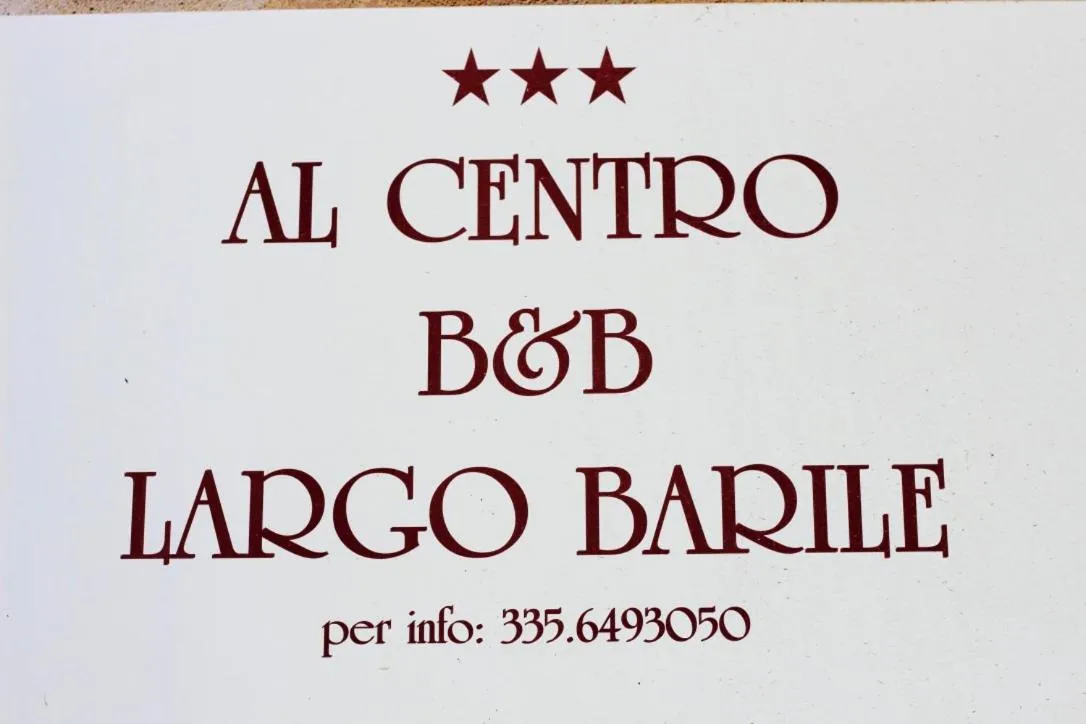 AL CENTRO
B&B
LARGO BARILE
per info: 335.6493050